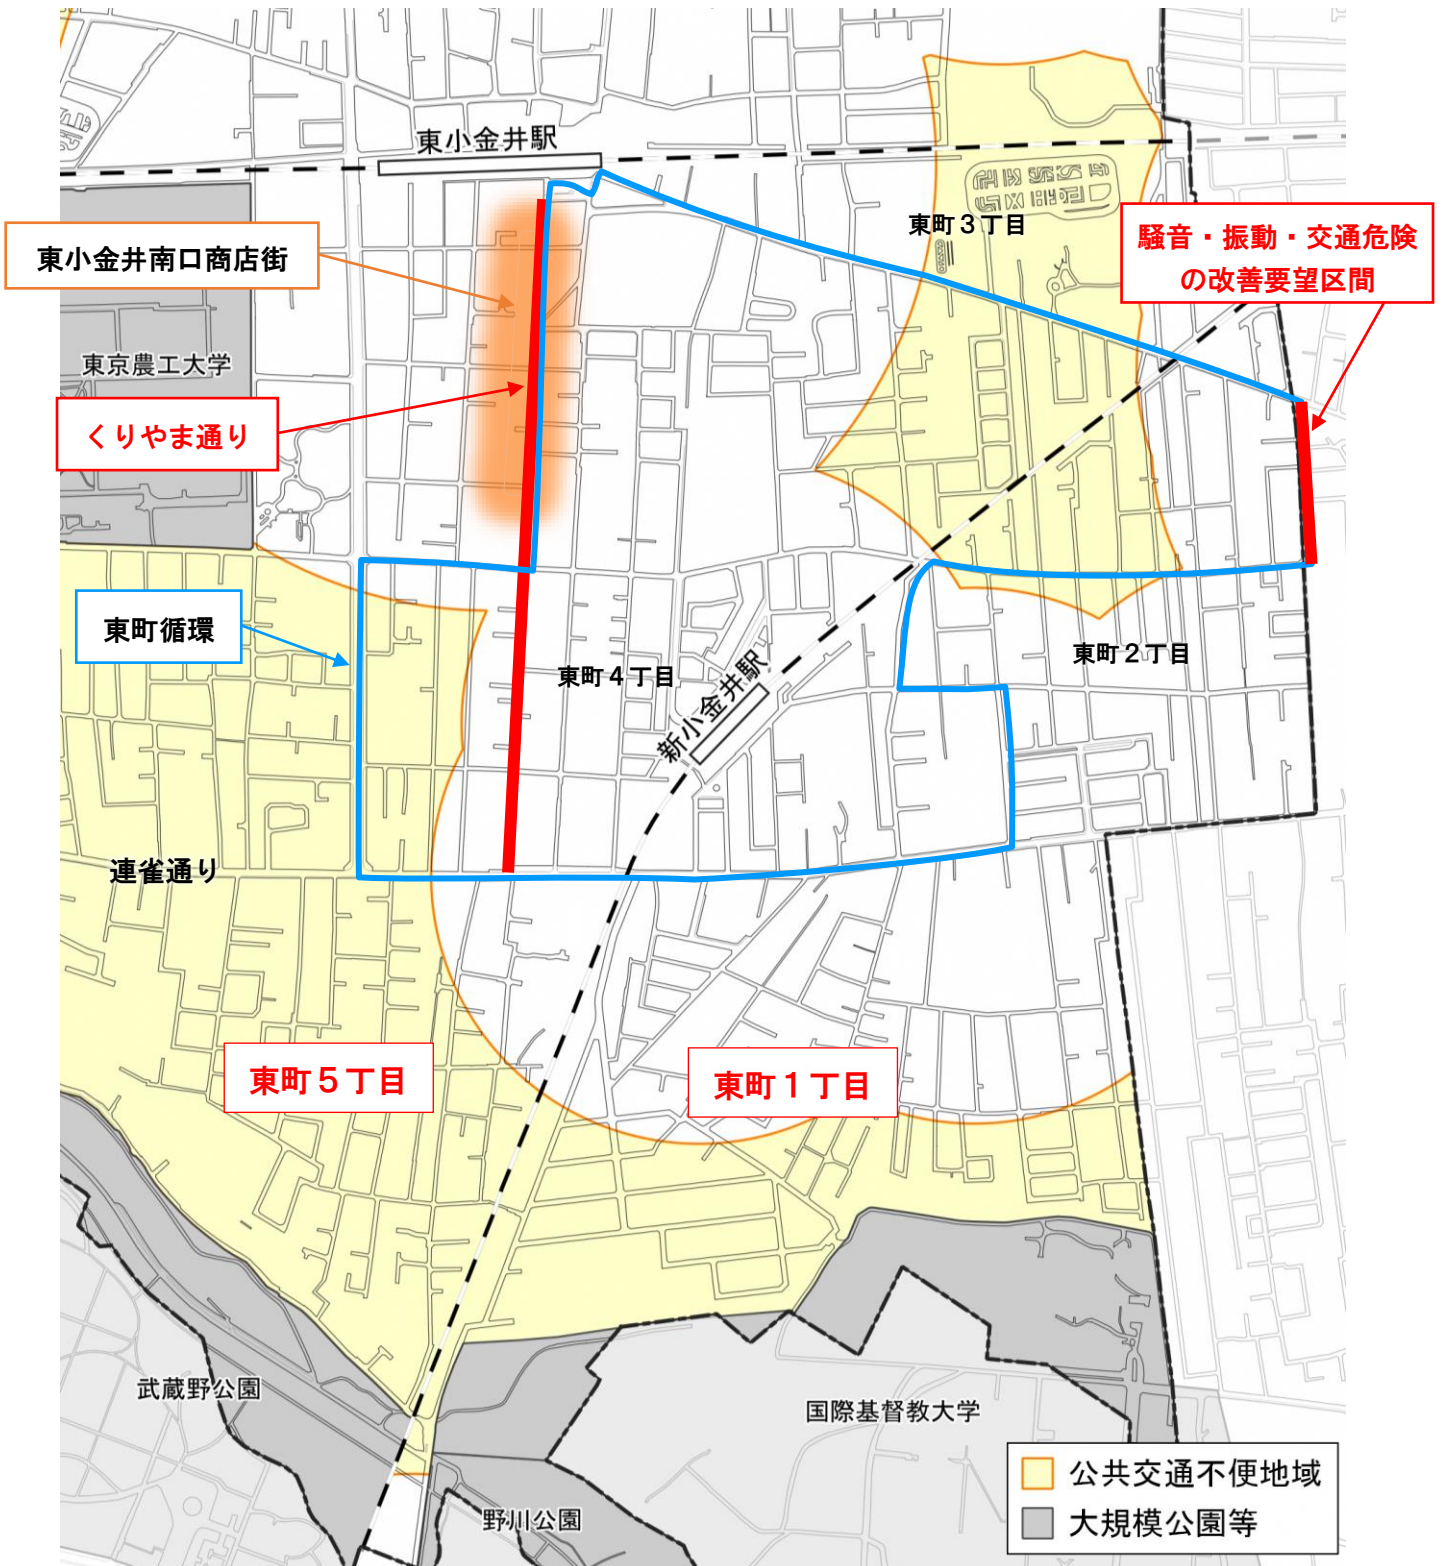 東小金井駅
東町３丁目
騒音・振動・交通危険
の改善要望区間
東小金井南口商店街
東京農工大学
くりやま通り
東町循環
東町２丁目
東町４丁目
新小金井駅
連雀通り
東町５丁目
東町１丁目
武蔵野公園
国際基督教大学
野川公園
公共交通不便地域
大規模公園等